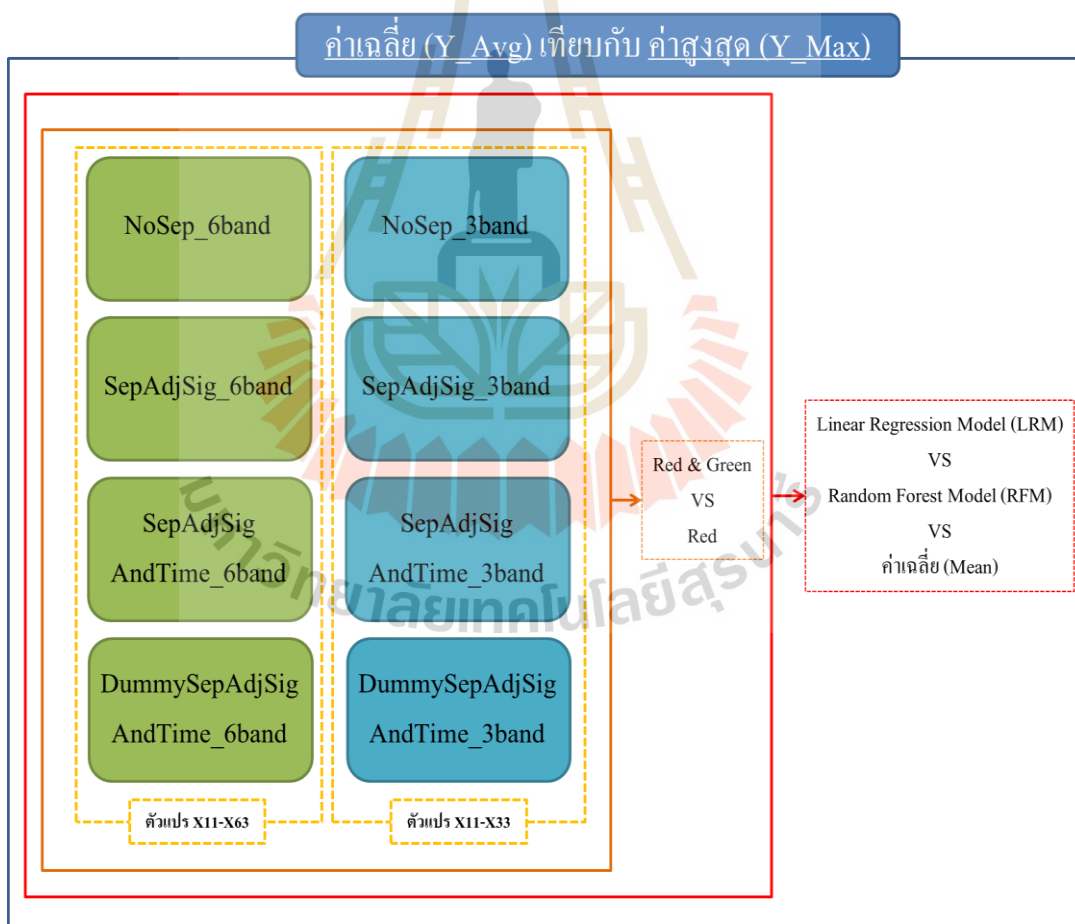 ค่าเฉลี่ย (Y_Avg) เทียบกับ ค่าสูงสุด (Y_Max)
NoSep_6band
NoSep_3band
SepAdjSig_6band
SepAdjSig_3band
SepAdjSig
AndTime_6band
SepAdjSig
AndTime_3band
DummySepAdjSig
AndTime_6band
DummySepAdjSig
AndTime_3band
ตัวแปร X11-X63
ตัวแปร X11-X33
Red & Green
VS
Red
Linear Regression Model (LRM)
VS
Random Forest Model (RFM)
VS
ค่าเฉลี่ย (Mean)
มหาวิทยาลัยเทคโนโลยีสุรนารี